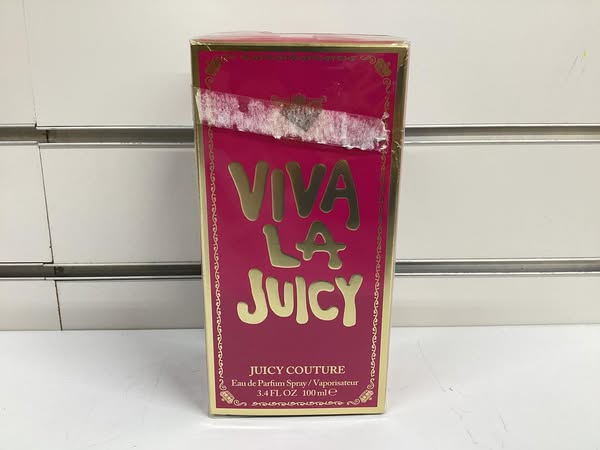 VIVA
LA
JUICY
JUICY COUTURE
Eau de Parfum Spray / Vaporisateur
3.4 FL OZ 100 ml ℮